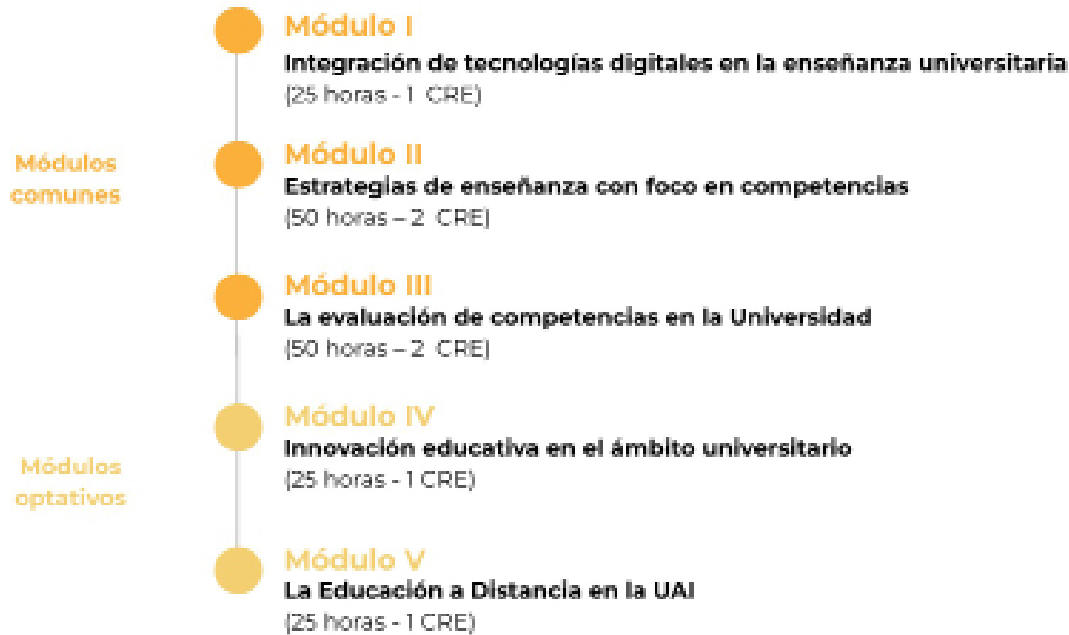 Módulo I
Integración de tecnologías digitales en la enseñanza universitaria
(25 horas - 1 CRE)
Módulos
comunes
Módulo II
Estrategias de enseñanza con foco en competencias
(50 horas – 2 CRE)
Módulo III
La evaluación de competencias en la Universidad
(50 horas – 2 CRE)
Módulos
optativos
Módulo IV
Innovación educativa en el ámbito universitario
(25 horas - 1 CRE)
Módulo V
La Educación a Distancia en la UAI
(25 horas - 1 CRE)